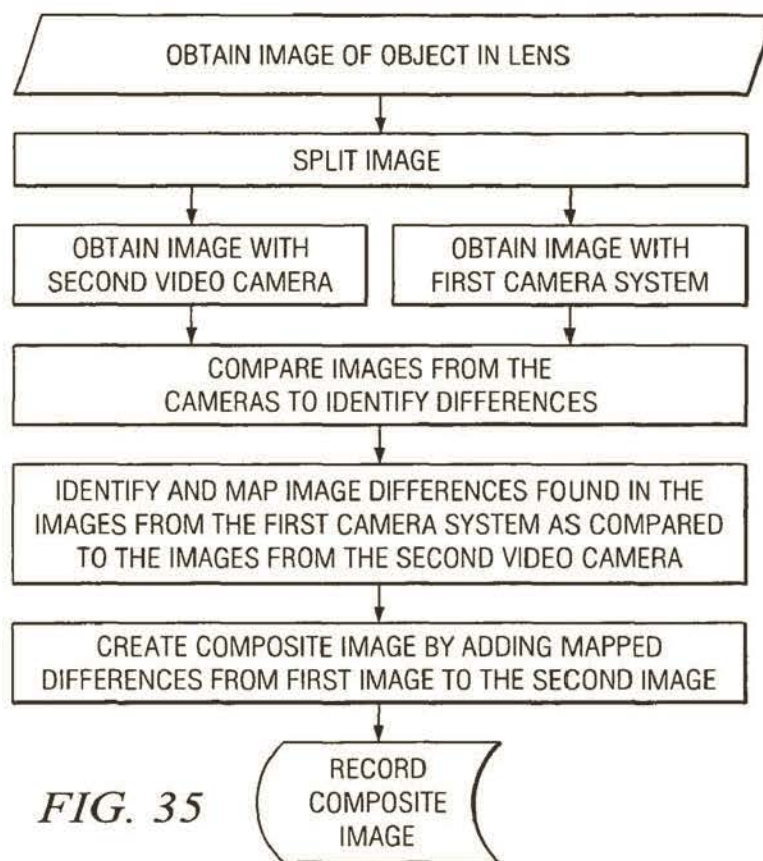 OBTAIN IMAGE OF OBJECT IN LENS
SPLIT IMAGE
OBTAIN IMAGE WITH
SECOND VIDEO CAMERA
OBTAIN IMAGE WITH
FIRST CAMERA SYSTEM
COMPARE IMAGES FROM THE
CAMERAS TO IDENTIFY DIFFERENCES
IDENTIFY AND MAP IMAGE DIFFERENCES FOUND IN THE
IMAGES FROM THE FIRST CAMERA SYSTEM AS COMPARED
TO THE IMAGES FROM THE SECOND VIDEO CAMERA
CREATE COMPOSITE IMAGE BY ADDING MAPPED
DIFFERENCES FROM FIRST IMAGE TO THE SECOND IMAGE
RECORD
COMPOSITE
IMAGE
FIG. 35